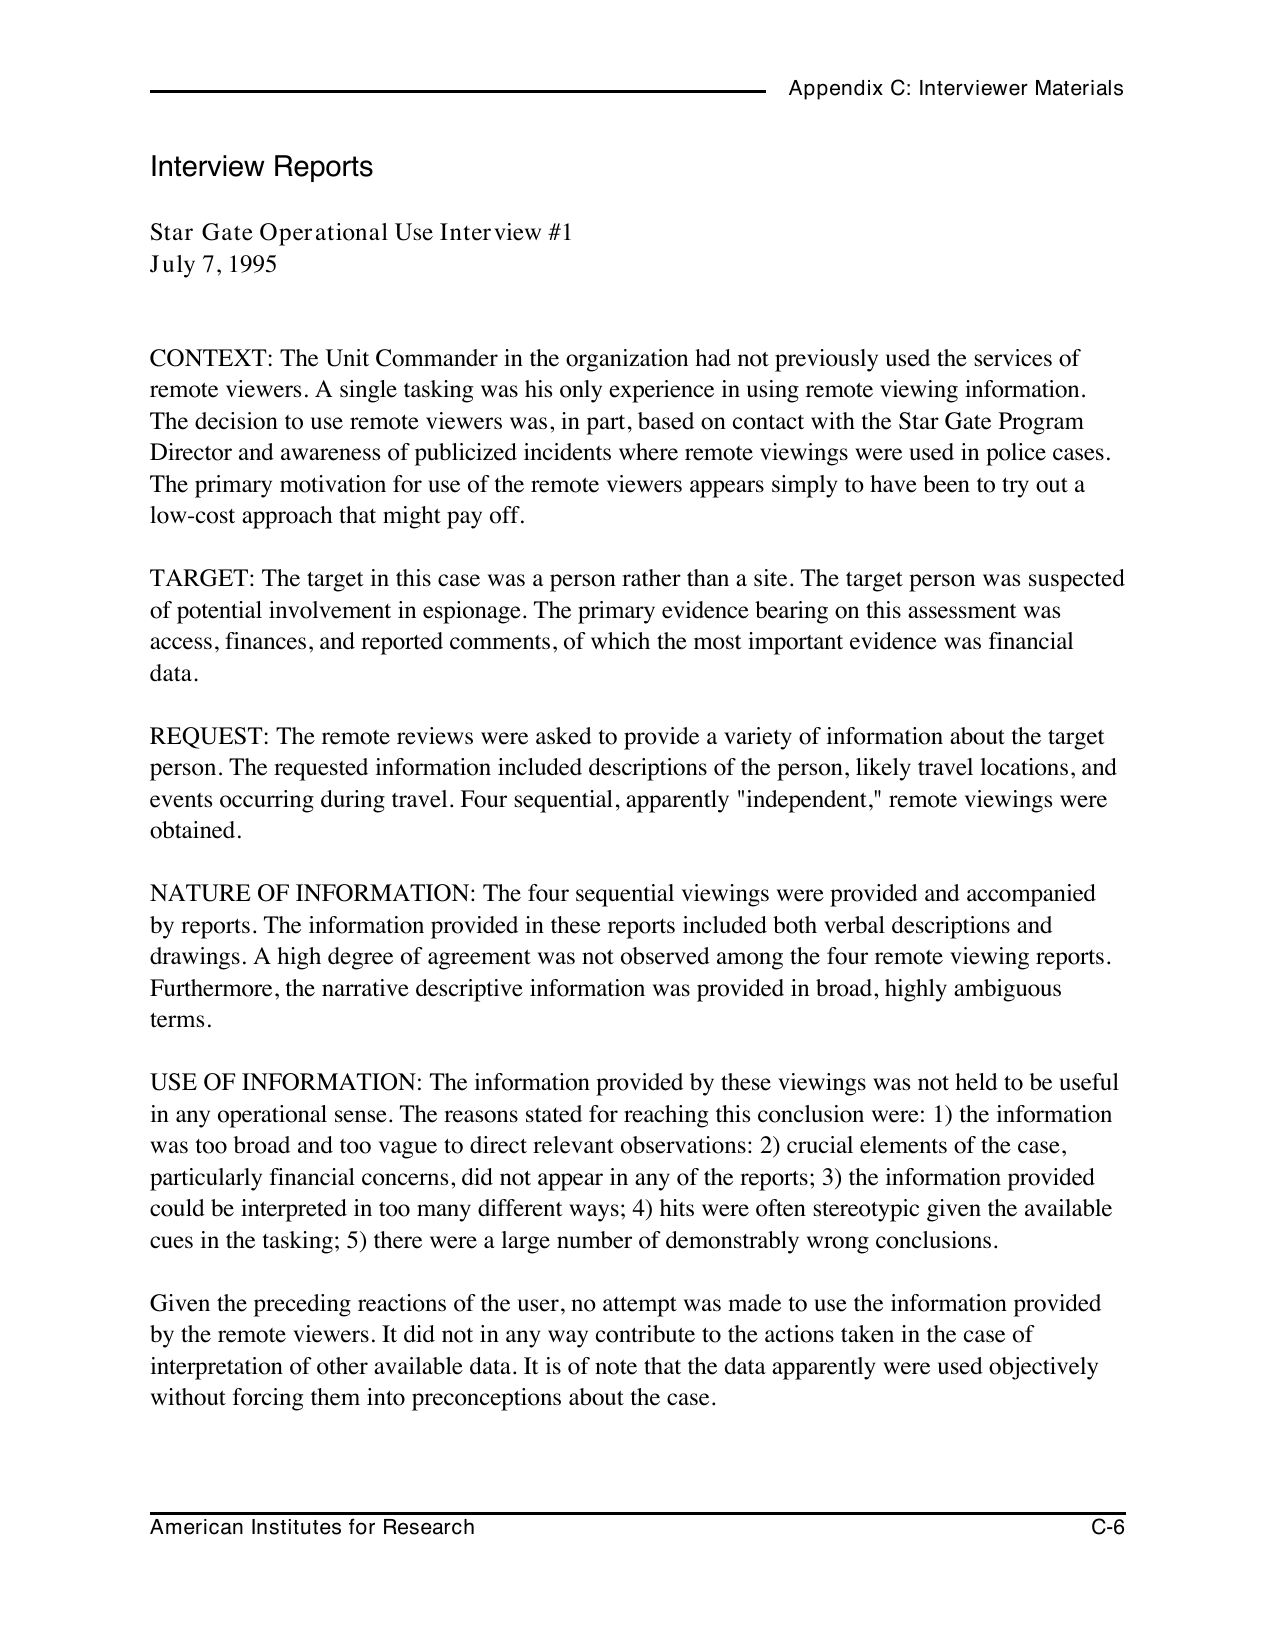 Appendix C: Interviewer Materials
Interview Reports
Star Gate Operational Use Interview #1
July 7, 1995
CONTEXT: The Unit Commander in the organization had not previously used the services of
remote viewers. A single tasking was his only experience in using remote viewing information.
The decision to use remote viewers was, in part, based on contact with the Star Gate Program
Director and awareness of publicized incidents where remote viewings were used in police cases.
The primary motivation for use of the remote viewers appears simply to have been to try out a
low-cost approach that might pay off.
TARGET: The target in this case was a person rather than a site. The target person was suspected
of potential involvement in espionage. The primary evidence bearing on this assessment was
access, finances, and reported comments, of which the most important evidence was financial
data.
REQUEST: The remote reviews were asked to provide a variety of information about the target
person. The requested information included descriptions of the person, likely travel locations, and
events occurring during travel. Four sequential, apparently "independent," remote viewings were
obtained.
NATURE OF INFORMATION: The four sequential viewings were provided and accompanied
by reports. The information provided in these reports included both verbal descriptions and
drawings. A high degree of agreement was not observed among the four remote viewing reports.
Furthermore, the narrative descriptive information was provided in broad, highly ambiguous
terms.
USE OF INFORMATION: The information provided by these viewings was not held to be useful
in any operational sense. The reasons stated for reaching this conclusion were: 1) the information
was too broad and too vague to direct relevant observations: 2) crucial elements of the case,
particularly financial concerns, did not appear in any of the reports; 3) the information provided
could be interpreted in too many different ways; 4) hits were often stereotypic given the available
cues in the tasking; 5) there were a large number of demonstrably wrong conclusions.
Given the preceding reactions of the user, no attempt was made to use the information provided
by the remote viewers. It did not in any way contribute to the actions taken in the case of
interpretation of other available data. It is of note that the data apparently were used objectively
without forcing them into preconceptions about the case.
American Institutes for Research C-6